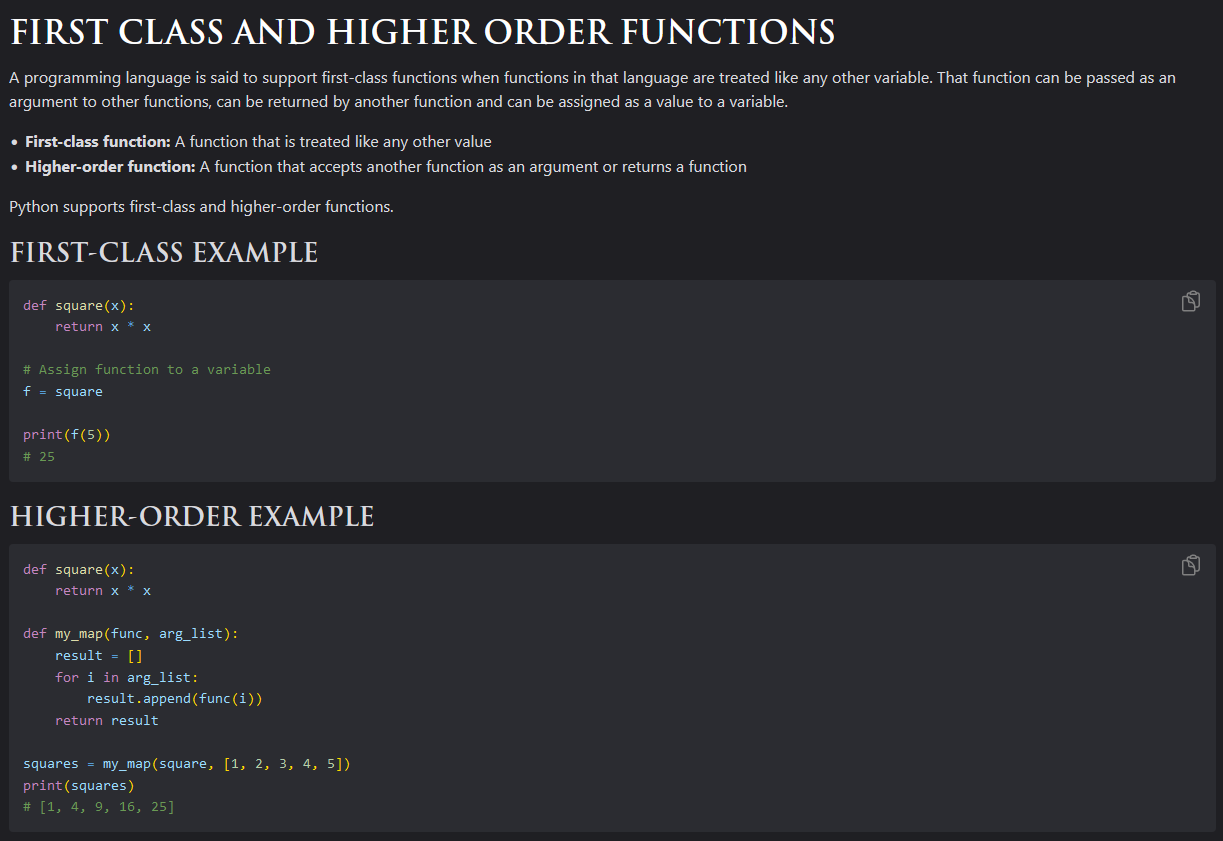 FIRST CLASS AND HIGHER ORDER FUNCTIONS
A programming language is said to support first-class functions when functions in that language are treated like any other variable. That function can be passed as an
argument to other functions, can be returned by another function and can be assigned as a value to a variable.
• First-class function: A function that is treated like any other value
• Higher-order function: A function that accepts another function as an argument or returns a function
Python supports first-class and higher-order functions.
FIRST-CLASS EXAMPLE
def square(x):
    return x * x
# Assign function to a variable
f = square
print(f(5))
# 25
HIGHER-ORDER EXAMPLE
def square(x):
    return x * x
def my_map(func, arg_list):
    result = []
    for i in arg_list:
        result.append(func(i))
    return result
squares = my_map(square, [1, 2, 3, 4, 5])
print(squares)
# [1, 4, 9, 16, 25]